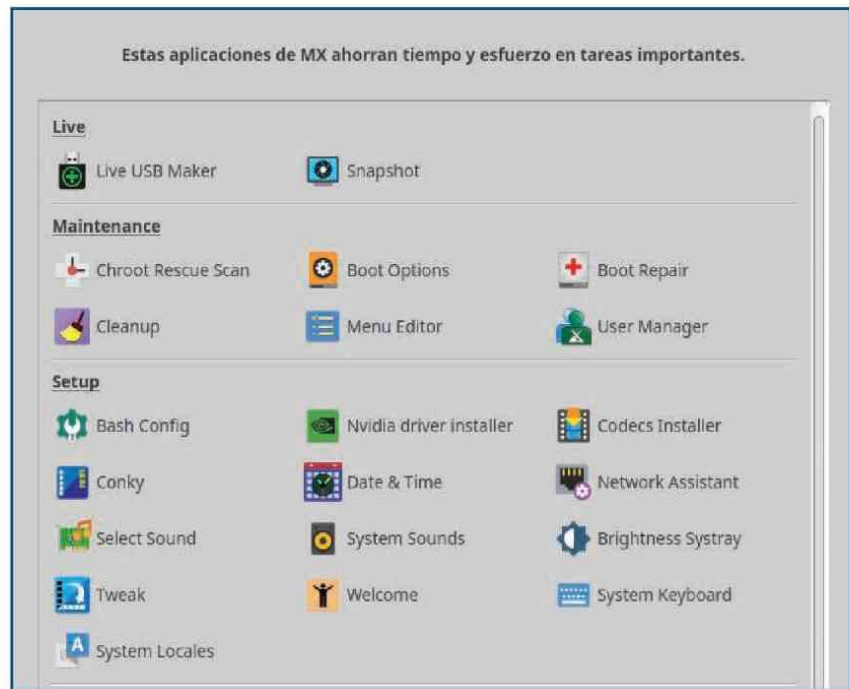 Estas aplicaciones de MX ahorran tiempo y esfuerzo en tareas importantes.
Live
Live USB Maker Snapshot
Maintenance
Chroot Rescue Scan Boot Options Boot Repair
Cleanup Menu Editor User Manager
Setup
Bash Config Nvidia driver installer Codecs Installer
Conky Date & Time Network Assistant
Select Sound System Sounds Brightness Systray
Tweak Welcome System Keyboard
System Locales